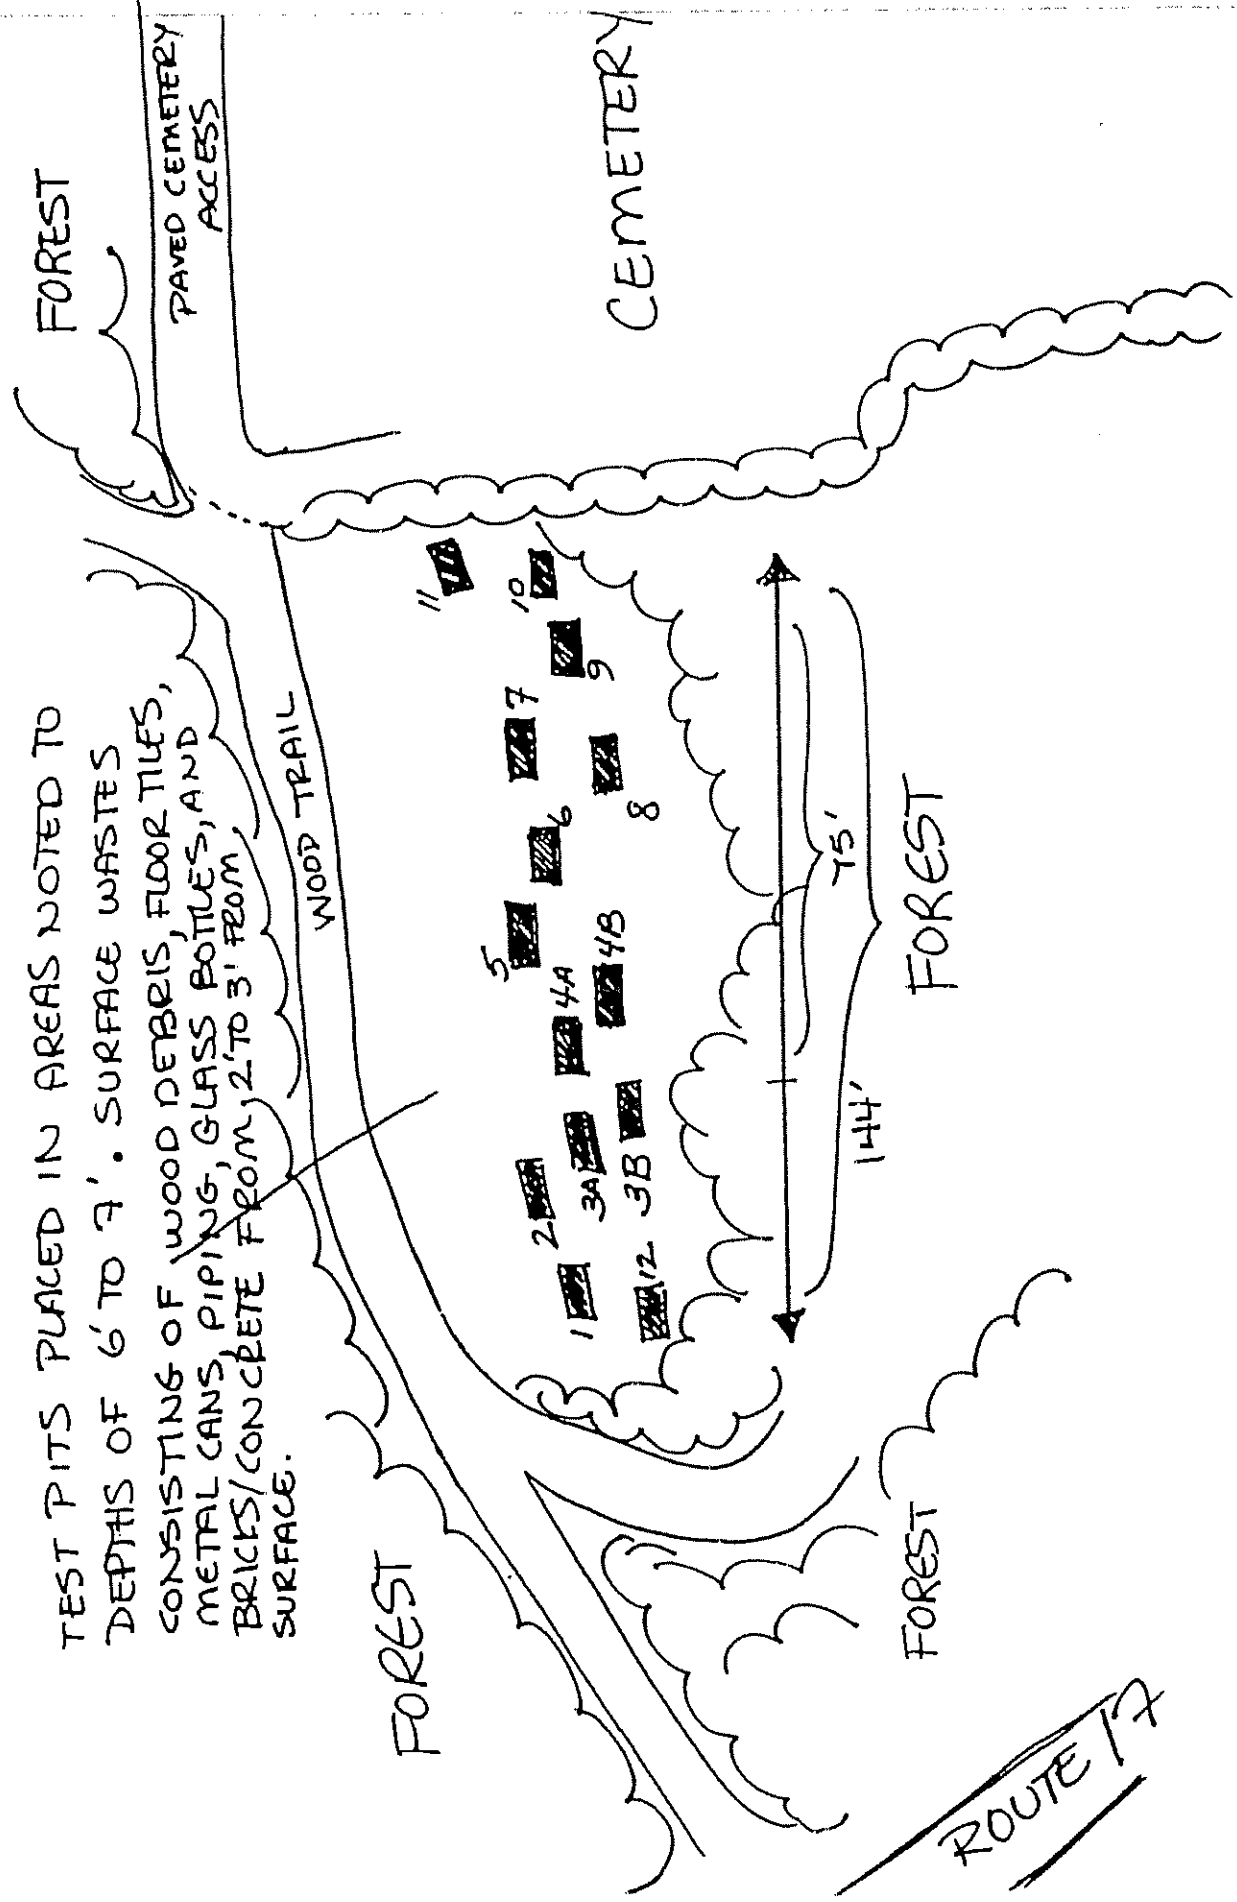 TEST PITS PLACED IN AREAS NOTED TO
DEPTHS OF 6' TO 7'. SURFACE WASTES
CONSISTING OF WOOD DEBRIS, FLOOR TILES,
METAL CANS, PIPING, GLASS BOTTLES, AND
BRICKS/CONCRETE FROM 2' TO 3' FROM
SURFACE.
FOREST
PAVED CEMETERY
ACCESS
WOOD TRAIL
FOREST
CEMETERY
11
10
5
7
2
4A
6
9
1
3A
4B
8
12
3B
75'
144'
FOREST
FOREST
ROUTE 17